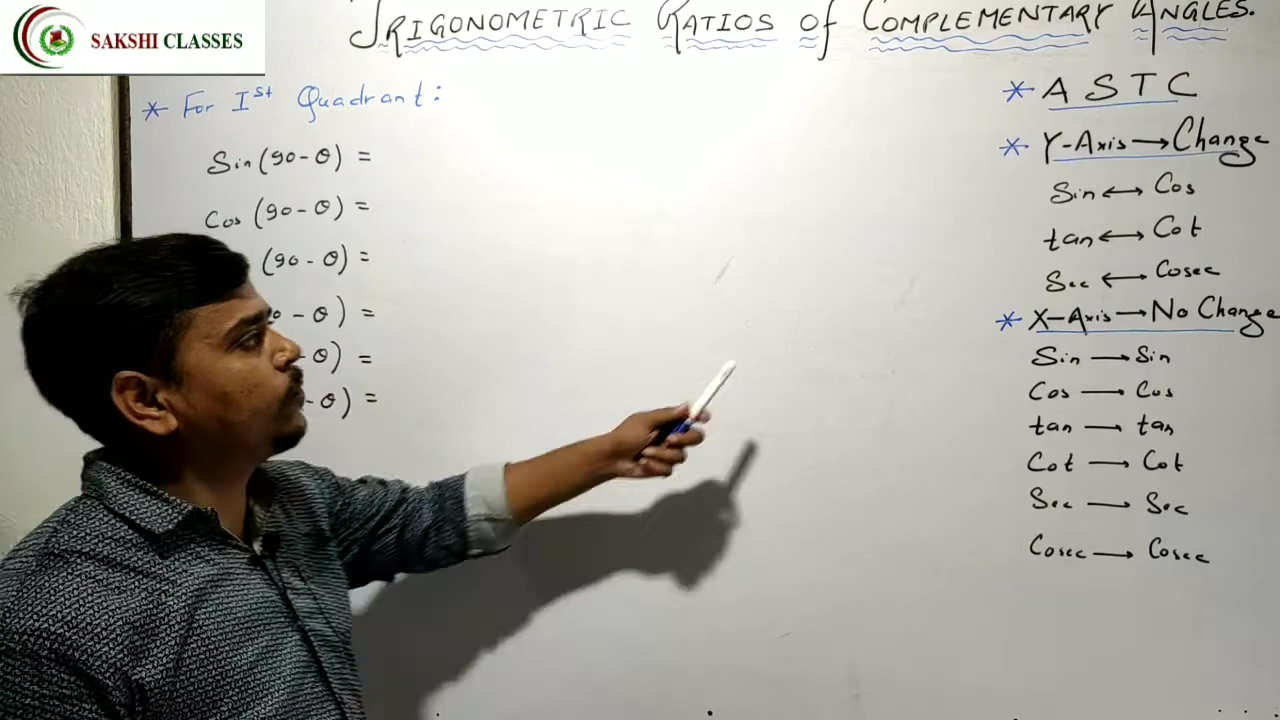 SAKSHI CLASSES
TRIGONOMETRIC RATIOS of COMPLEMENTARY ANGLES.
* For Ist Quadrant:
Sin (90 - θ) =
Cos (90 - θ) =
(90 - θ) =
- θ) =
- θ) =
- θ) =
* A S T C
* Y-Axis → Change
Sin ↔ Cos
tan ↔ Cot
Sec ↔ Cosec
* X-Axis → No Change
Sin → Sin
Cos → Cos
tan → tan
Cot → Cot
Sec → Sec
Cosec → Cosec